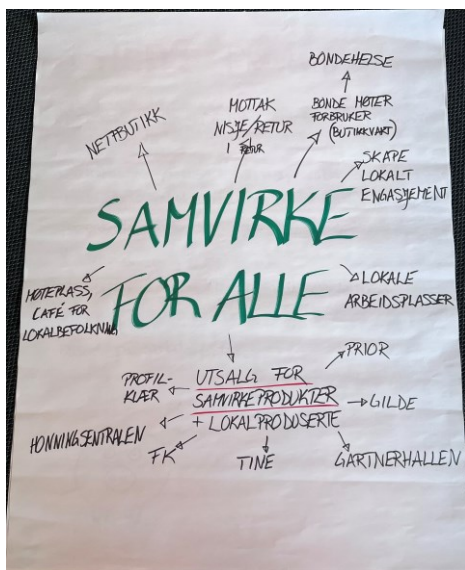 BONDEHELSE
MOTTAK
NISJE/RETUR
I
BONDE MØTER
FORBRUKER
(BUTIKKVAKT)
NETTBUTIKK
SKAPE
LOKALT
ENGASJEMENT
SAMVIRKE
FOR ALLE
MØTEPLASS,
CAFÉ FOR
LOKALBEFOLKNING
LOKALE
ARBEIDSPLASSER
UTSALG FOR
SAMVIRKEPRODUKTER
+ LOKALPRODUSERTE
PRIOR
PROFIL-
KLÆR
GILDE
HONNINGSENTRALEN
FK
TINE
GARTNERHALLEN